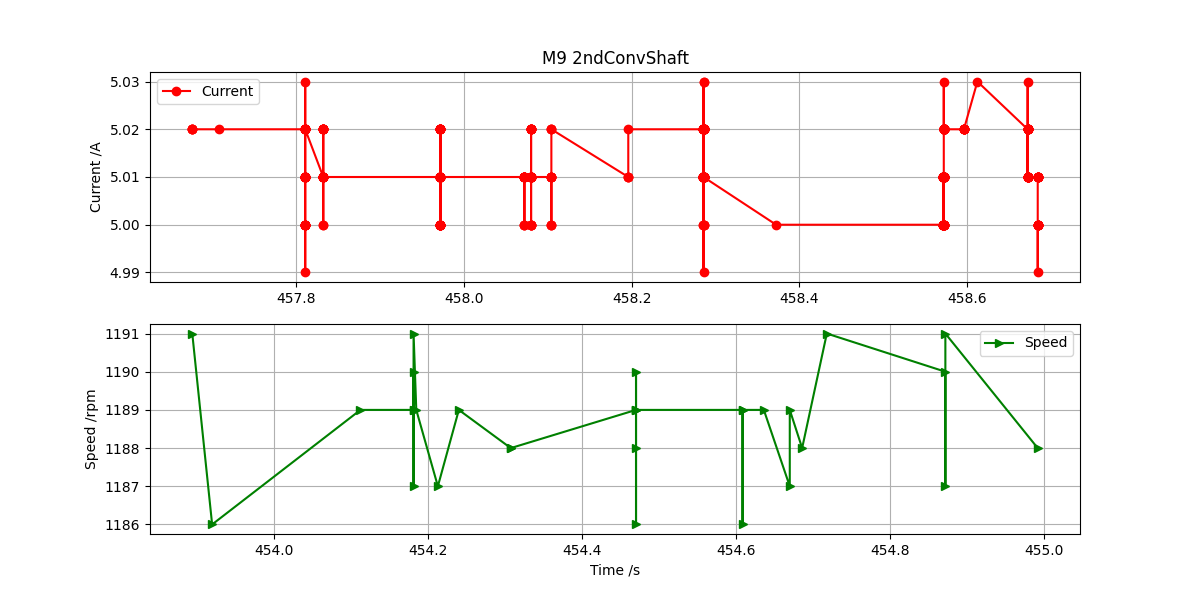 M9 2ndConvShaft
Current
Current /A
5.03
5.02
5.01
5.00
4.99
457.8 458.0 458.2 458.4 458.6
Speed
Speed /rpm
1191
1190
1189
1188
1187
1186
454.0 454.2 454.4 454.6 454.8 455.0
Time /s